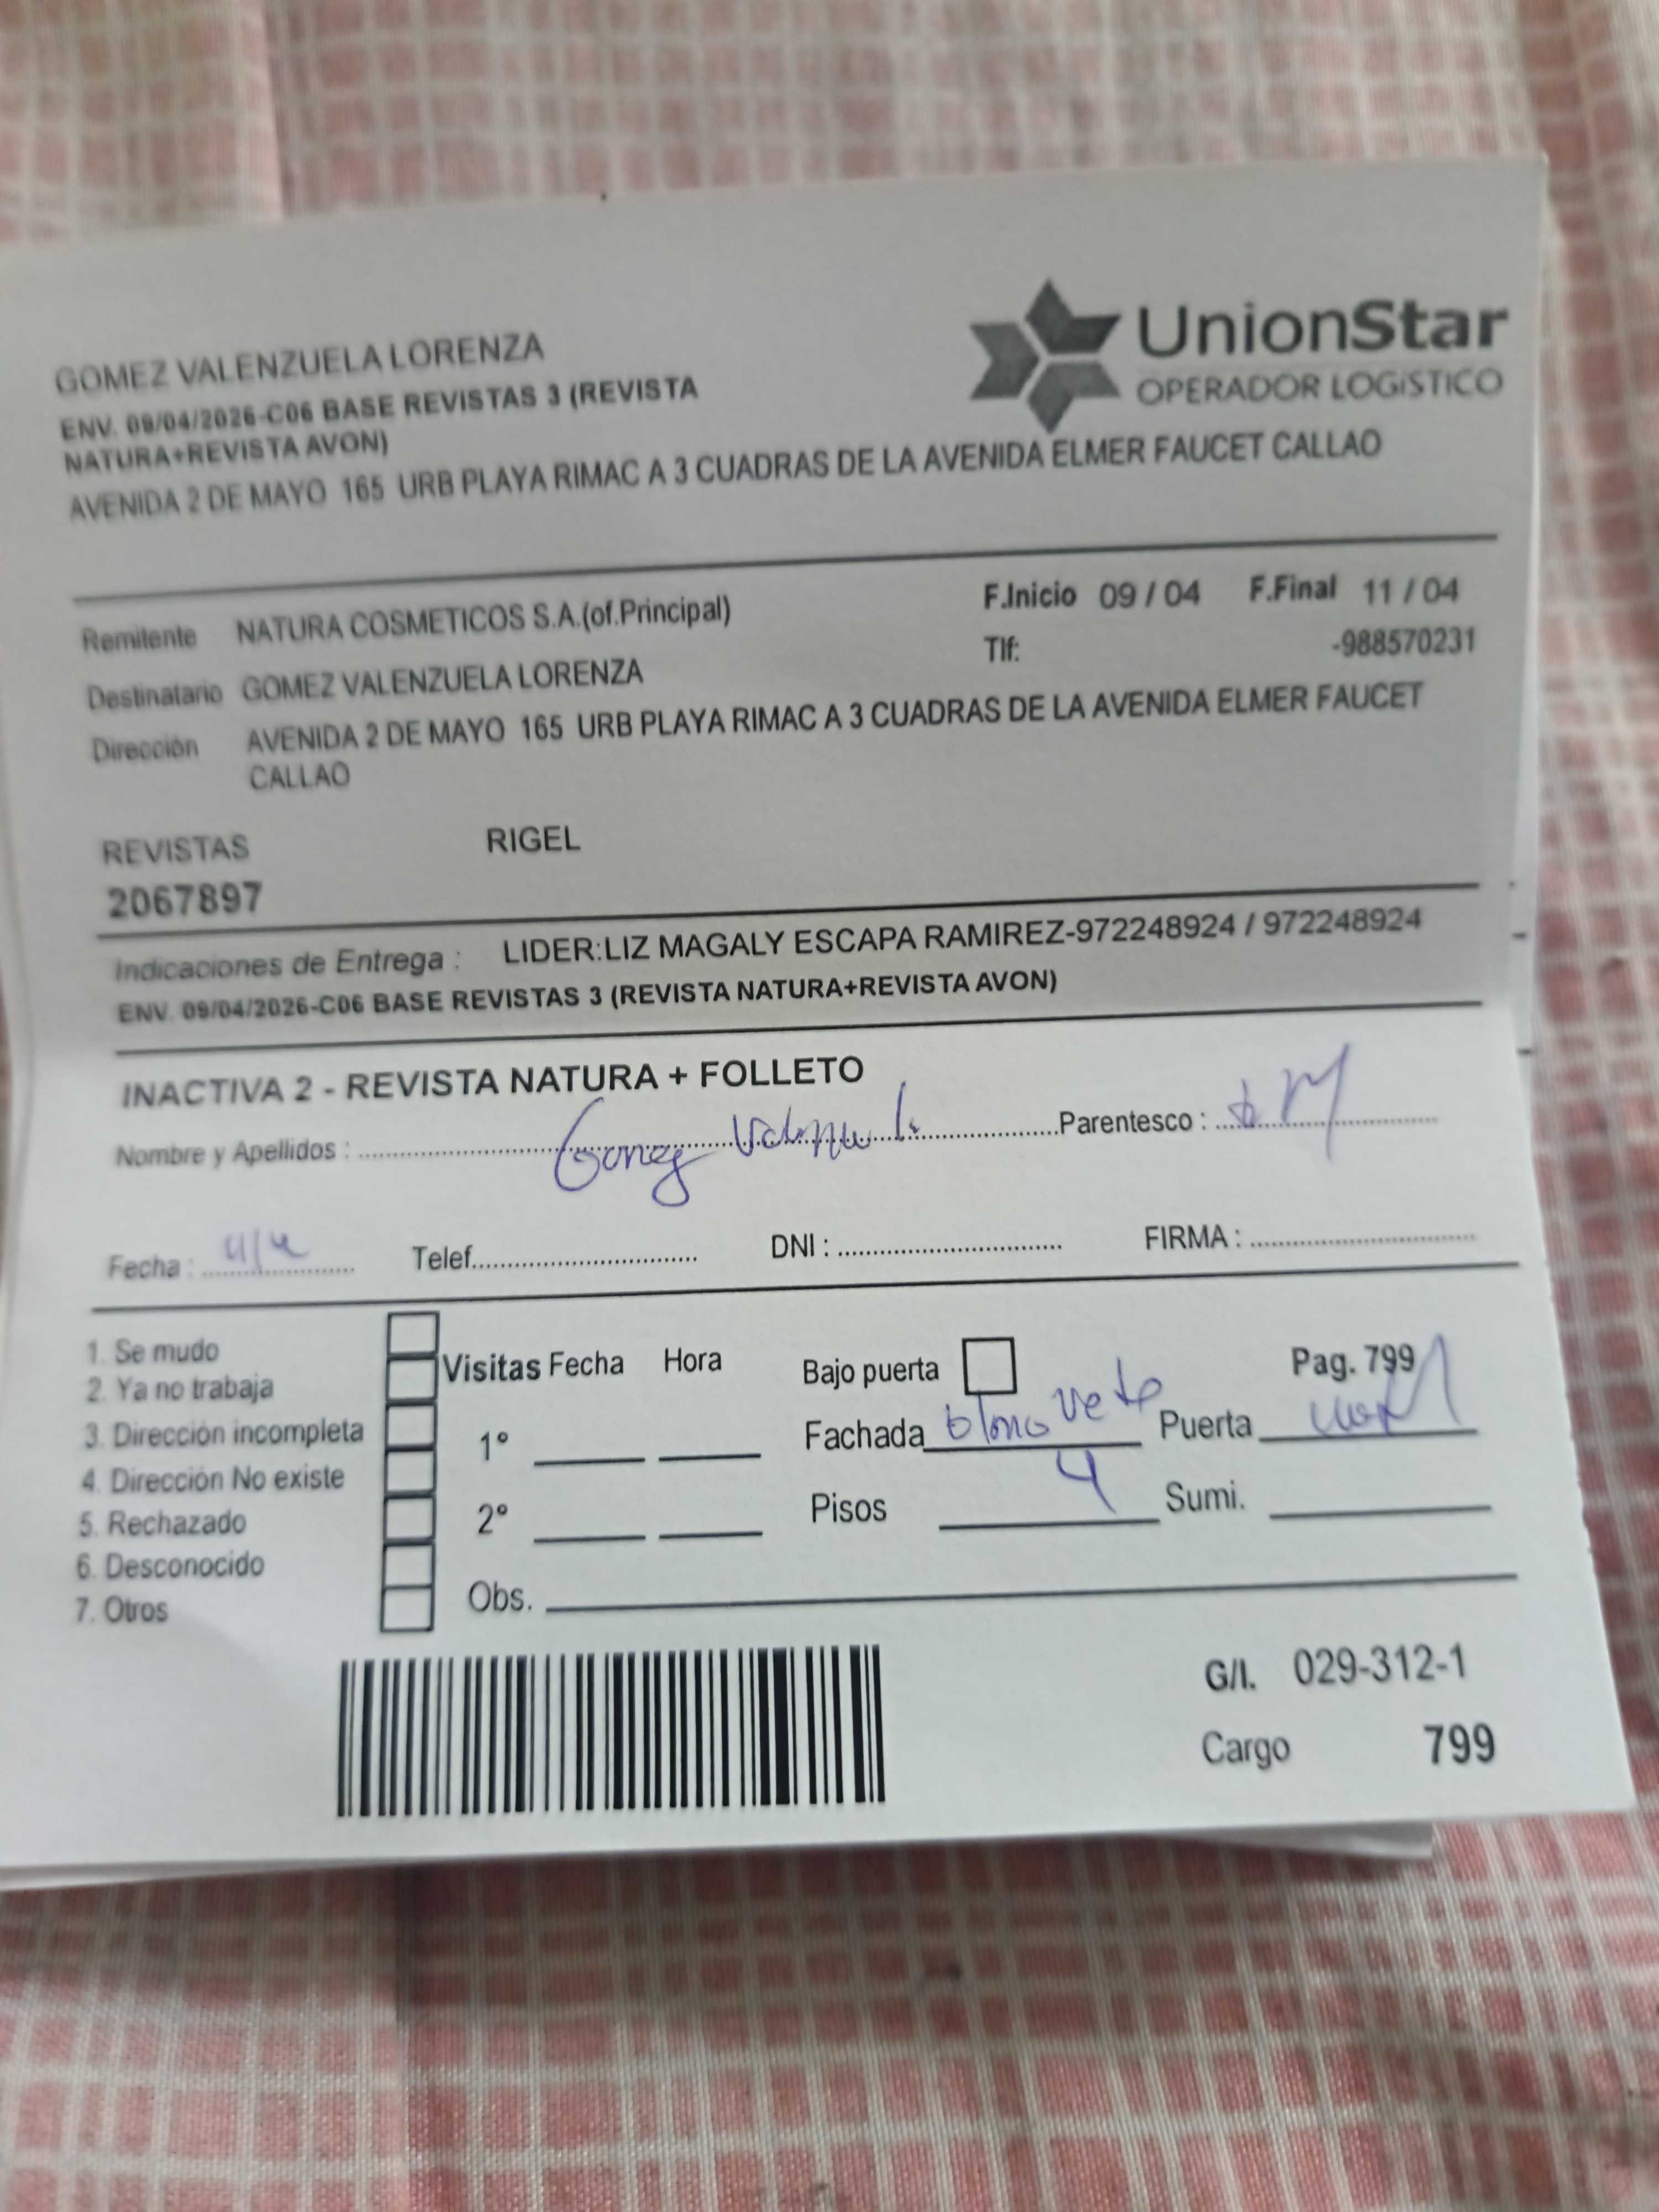 GOMEZ VALENZUELA LORENZA
ENV. 09/04/2026-C06 BASE REVISTAS 3 (REVISTA
NATURA+REVISTA AVON)
AVENIDA 2 DE MAYO 165 URB PLAYA RIMAC A 3 CUADRAS DE LA AVENIDA ELMER FAUCET CALLAO
UnionStar
OPERADOR LOGíSTICO
Remitente NATURA COSMETICOS S.A.(of.Principal)
F.Inicio 09 / 04 F.Final 11 / 04
Tlf: -988570231
Destinatario GOMEZ VALENZUELA LORENZA
Dirección AVENIDA 2 DE MAYO 165 URB PLAYA RIMAC A 3 CUADRAS DE LA AVENIDA ELMER FAUCET
CALLAO
REVISTAS RIGEL
2067897
Indicaciones de Entrega : LIDER:LIZ MAGALY ESCAPA RAMIREZ-972248924 / 972248924
ENV. 09/04/2026-C06 BASE REVISTAS 3 (REVISTA NATURA+REVISTA AVON)
INACTIVA 2 - REVISTA NATURA + FOLLETO
Nombre y Apellidos : Gomez Parentesco :
Fecha : Telef. DNI : FIRMA :
1. Se mudo
2. Ya no trabaja
3. Dirección incompleta
4. Dirección No existe
5. Rechazado
6. Desconocido
7. Otros
Visitas Fecha Hora
1°
2°
Obs.
Bajo puerta Pag. 799
Fachada Puerta
Pisos 4 Sumi.
G/I. 029-312-1
Cargo 799